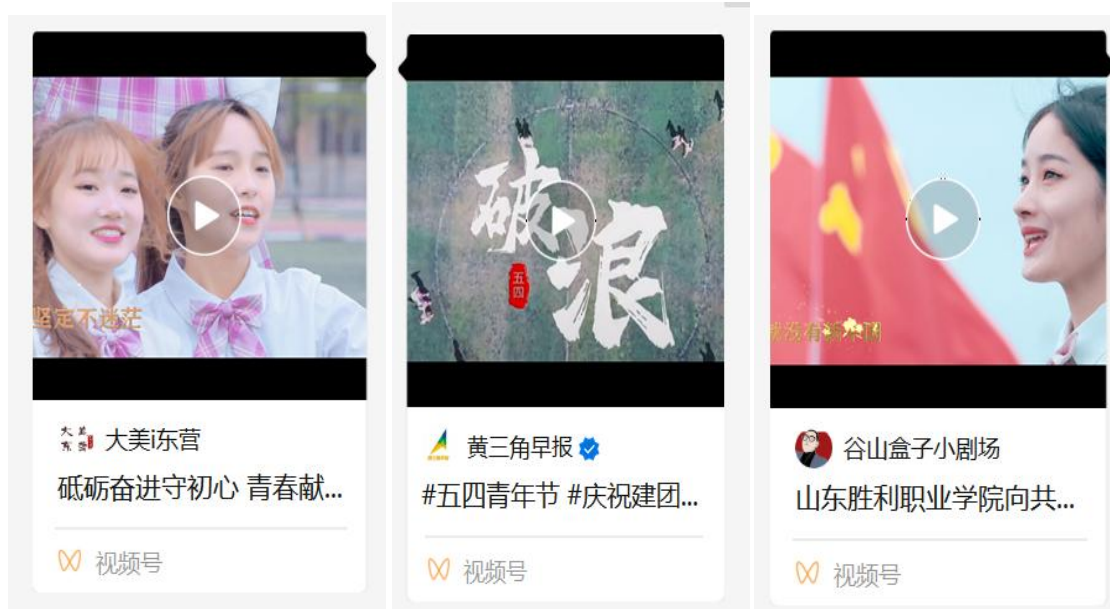 坚定不迷茫
大美i东营
砥砺奋进守初心 青春献...
视频号
破浪
五四
黄三角早报
#五四青年节 #庆祝建团...
视频号
谷山盒子小剧场
山东胜利职业学院向共...
视频号